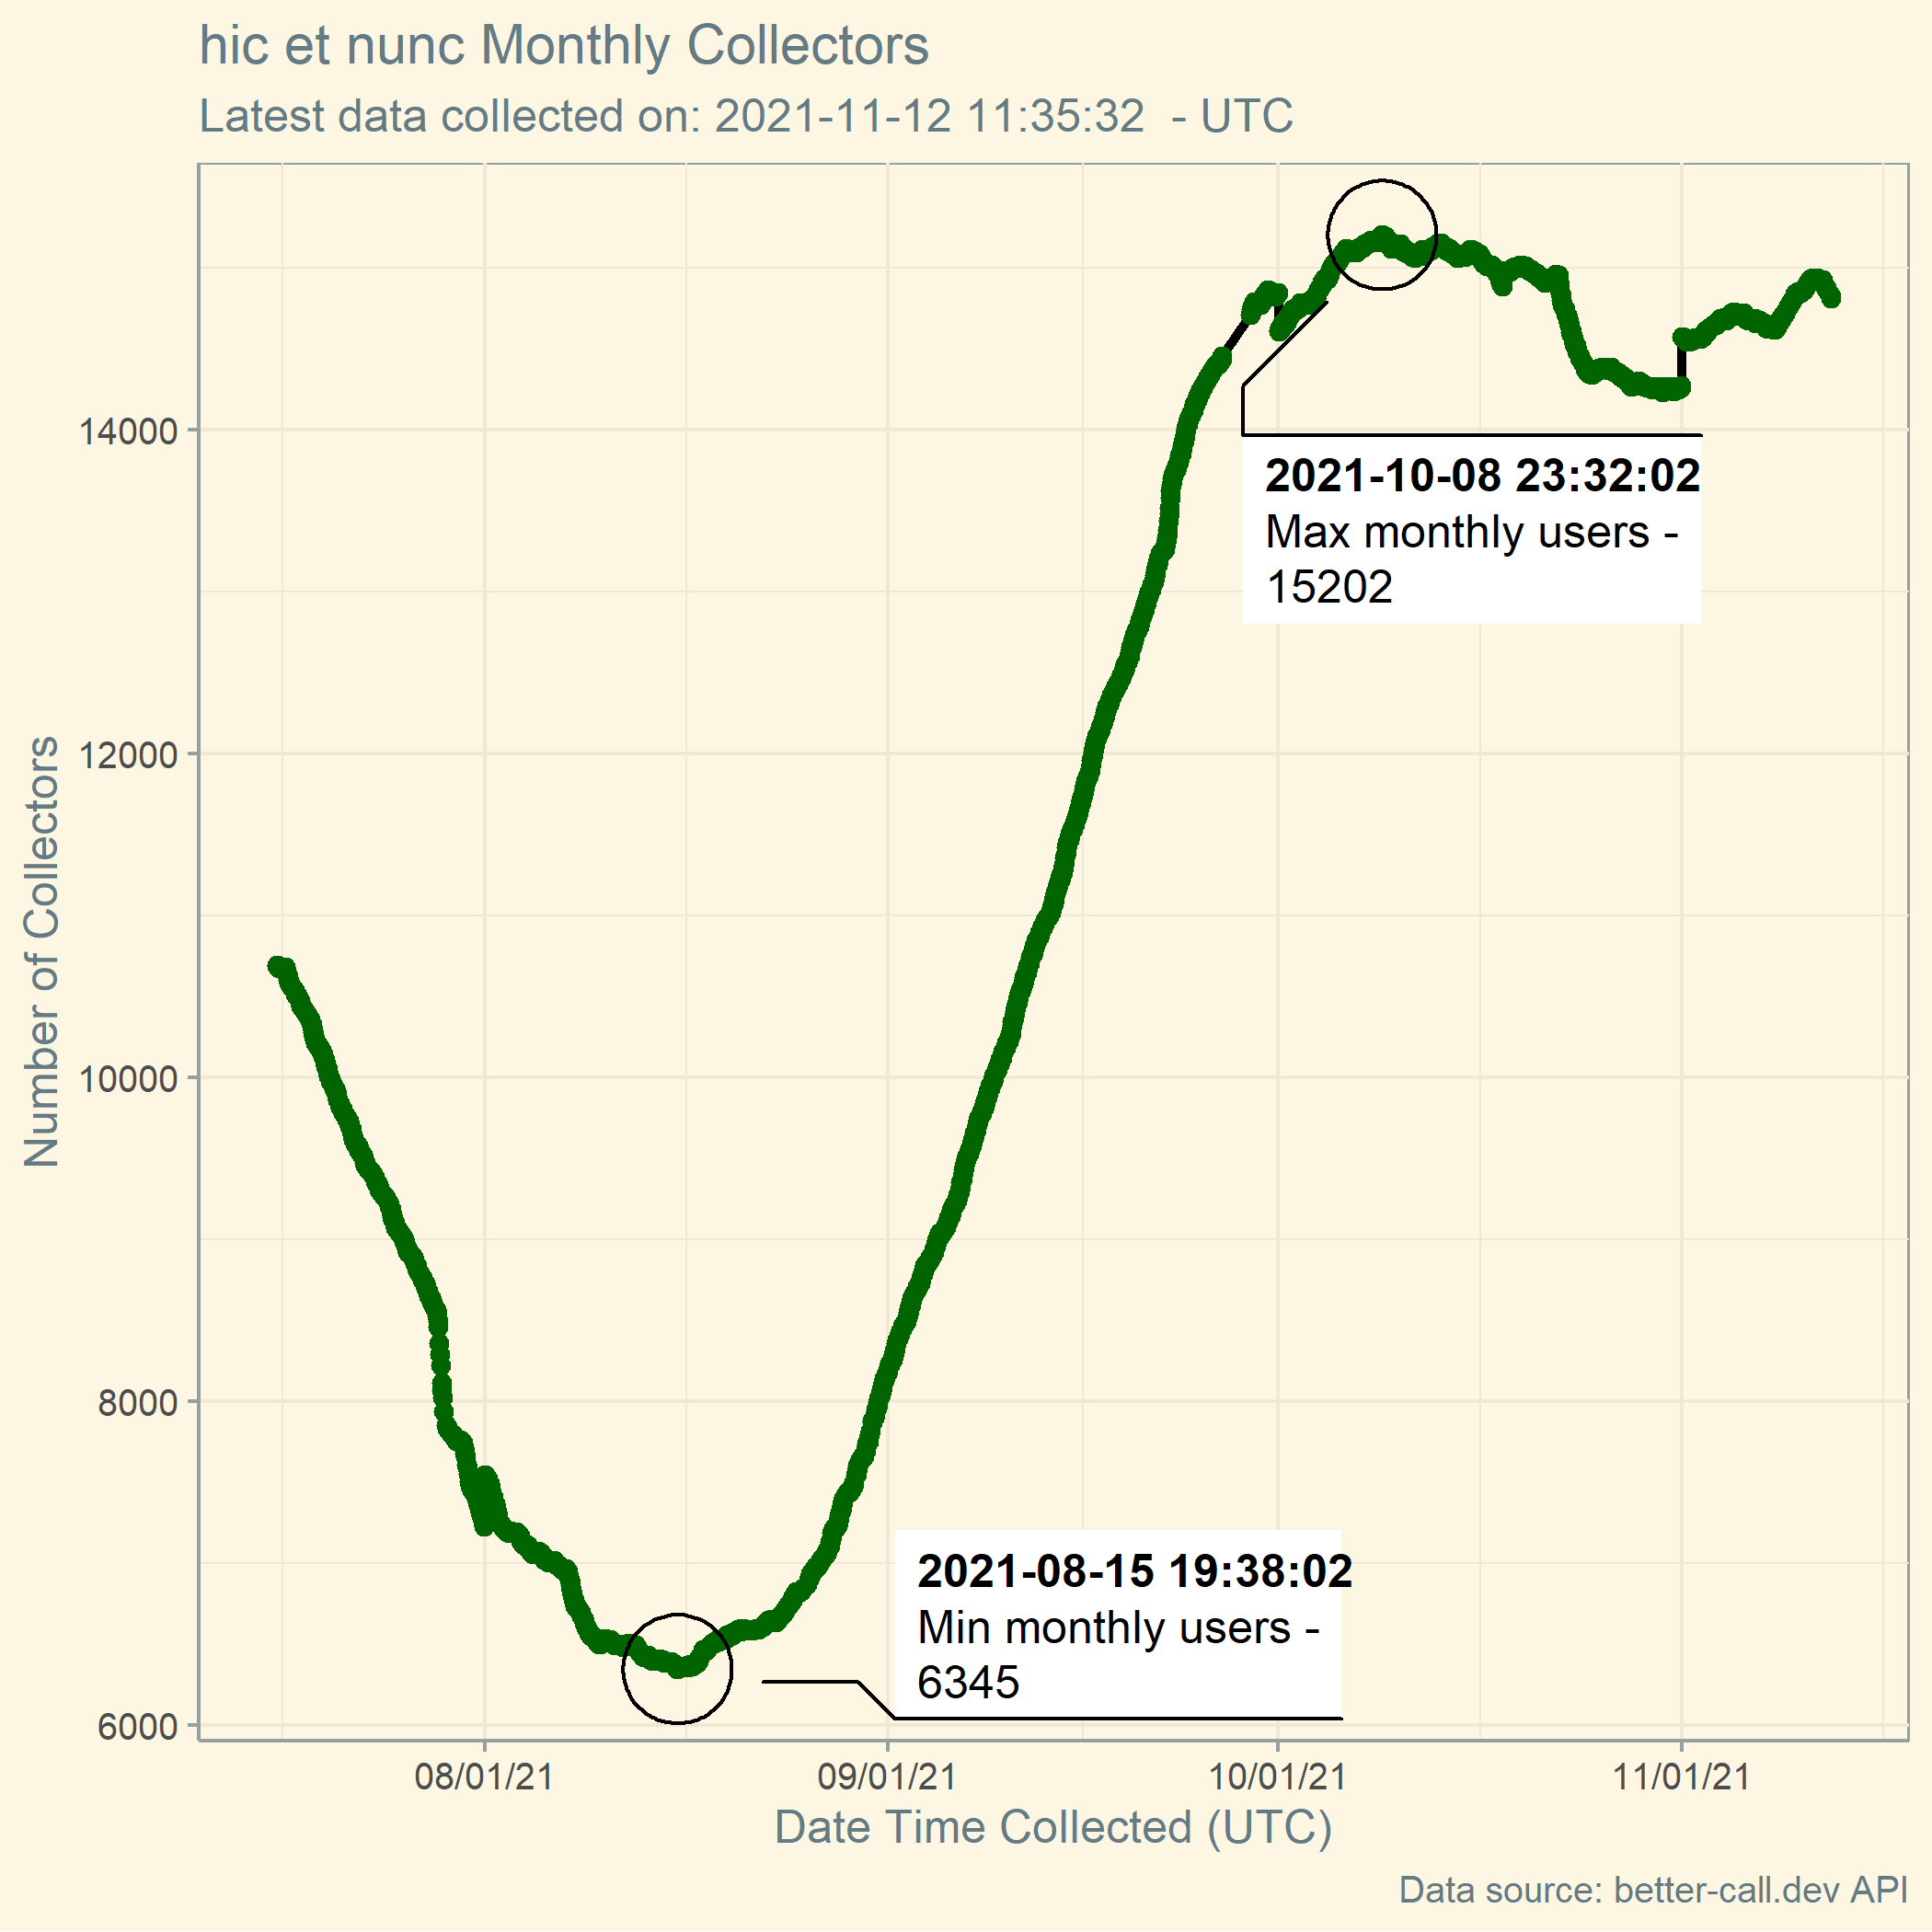 hic et nunc Monthly Collectors
Latest data collected on: 2021-11-12 11:35:32  - UTC
Number of Collectors
14000
12000
10000
8000
6000
2021-10-08 23:32:02
Max monthly users -
15202
2021-08-15 19:38:02
Min monthly users -
6345
08/01/21
09/01/21
10/01/21
11/01/21
Date Time Collected (UTC)
Data source: better-call.dev API